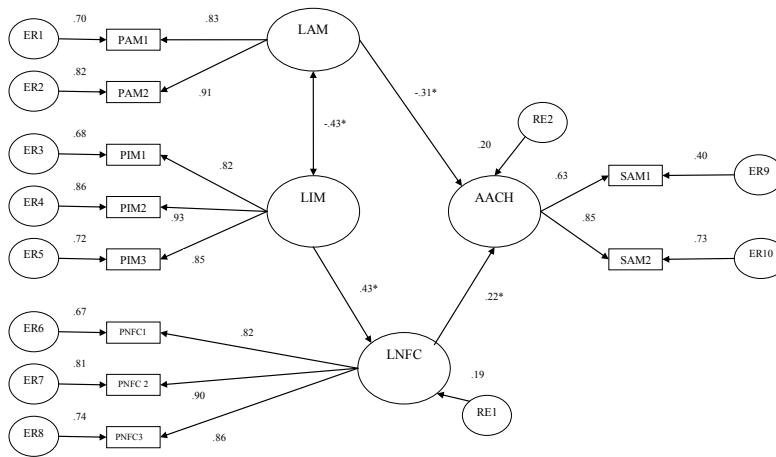 .70
.83
ER1
PAM1
LAM
.82
ER2
PAM2
.91
-.31*
-.43*
RE2
.68
.20
ER3
PIM1
.82
.63
.40
SAM1
ER9
.86
ER4
PIM2
LIM
AACH
.93
.85
.72
.73
ER5
PIM3
.85
SAM2
ER10
.43*
.22*
.67
ER6
PNFC1
.82
LNFC
.81
.19
ER7
PNFC 2
.90
RE1
.74
ER8
PNFC3
.86